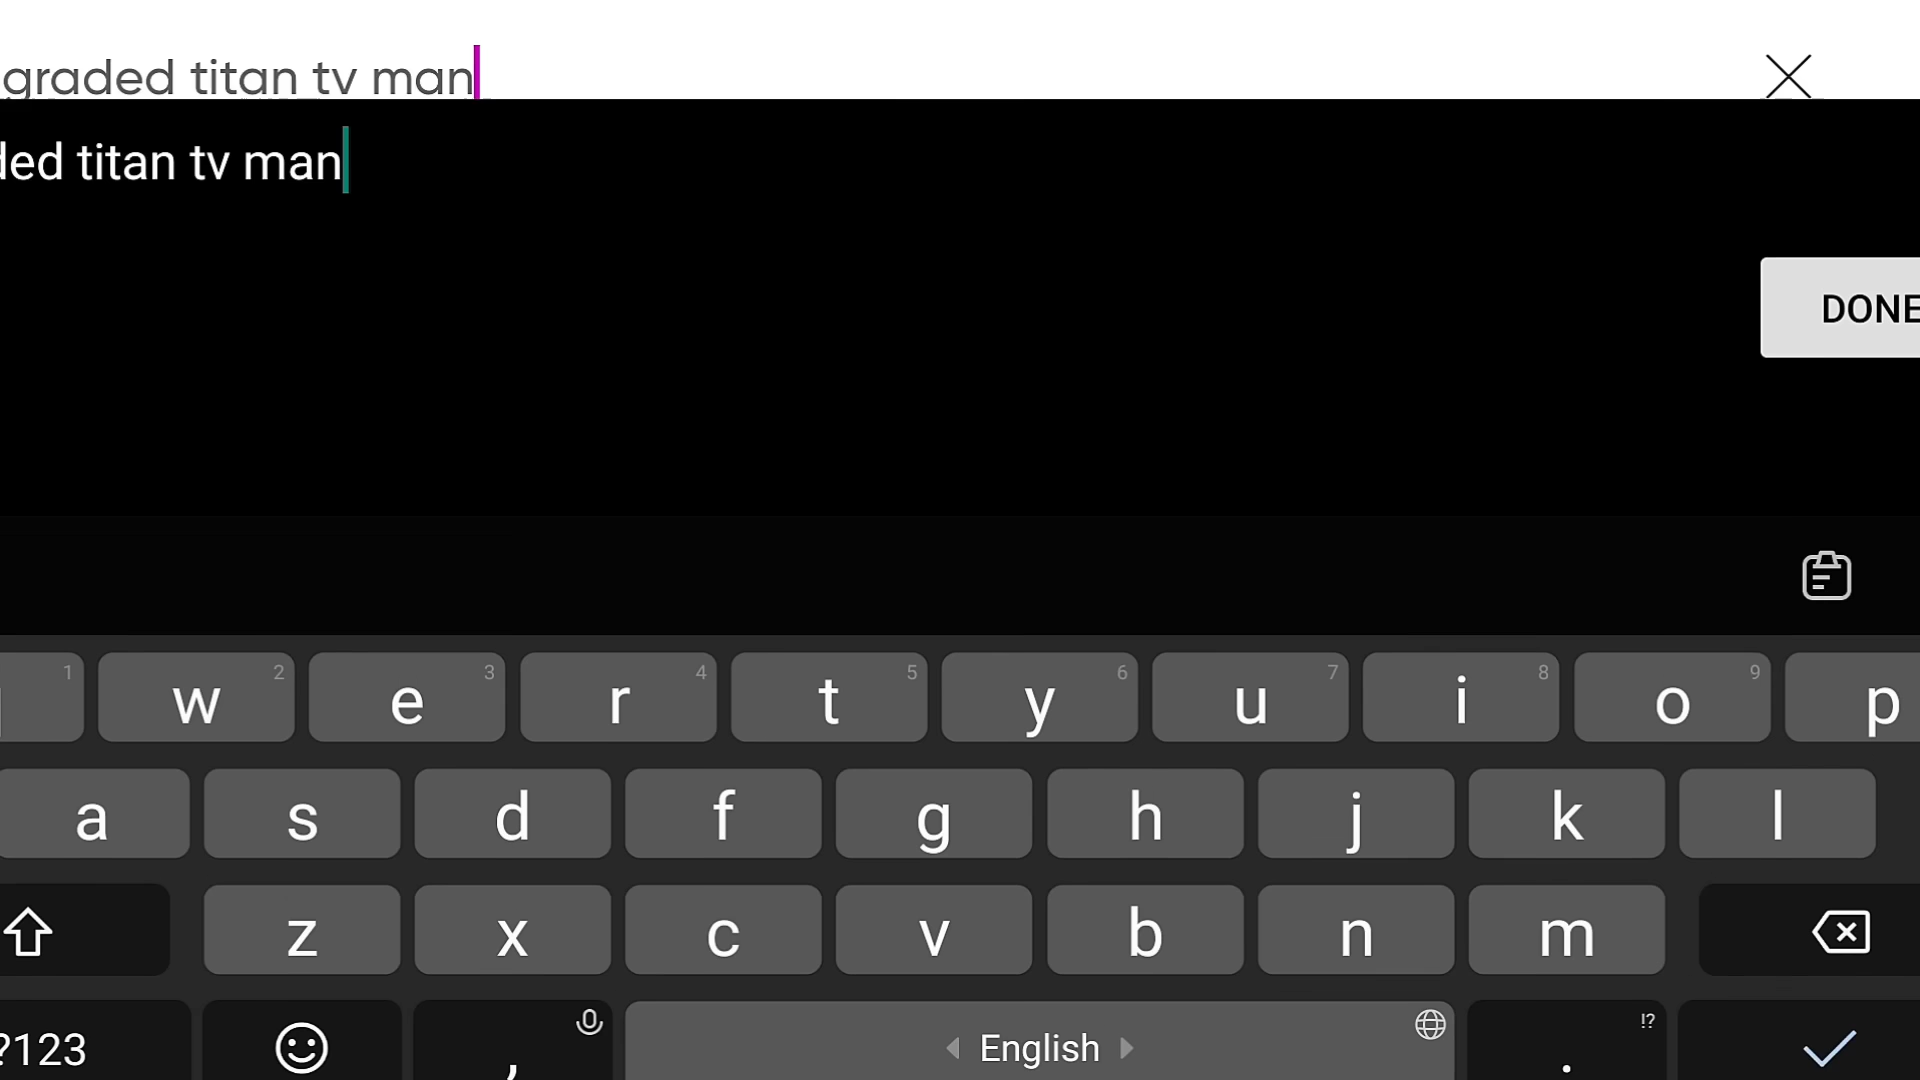 graded titan tv man
ded titan tv man
DONE
1 2 3 4 5 6 7 8 9
w e r t y u i o p
a s d f g h j k l
z x c v b n m
?123 , English . !?